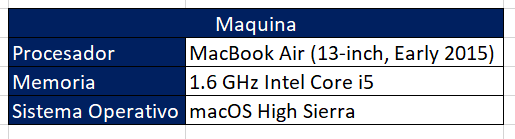 Maquina
Procesador MacBook Air (13-inch, Early 2015)
Memoria 1.6 GHz Intel Core i5
Sistema Operativo macOS High Sierra